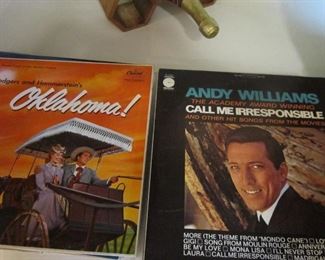 Capitol
Rodgers and Hammerstein's
Oklahoma!
ANDY WILLIAMS
THE ACADEMY AWARD WINNING
CALL ME IRRESPONSIBLE
AND OTHER HIT SONGS FROM THE MOVIES
MORE (THE THEME FROM "MONDO CANE")
GIGI SONG FROM MOULIN ROUGE
BE MY LOVE MONA LISA I'LL NEVER STOP
LAURA CALL ME IRRESPONSIBLE